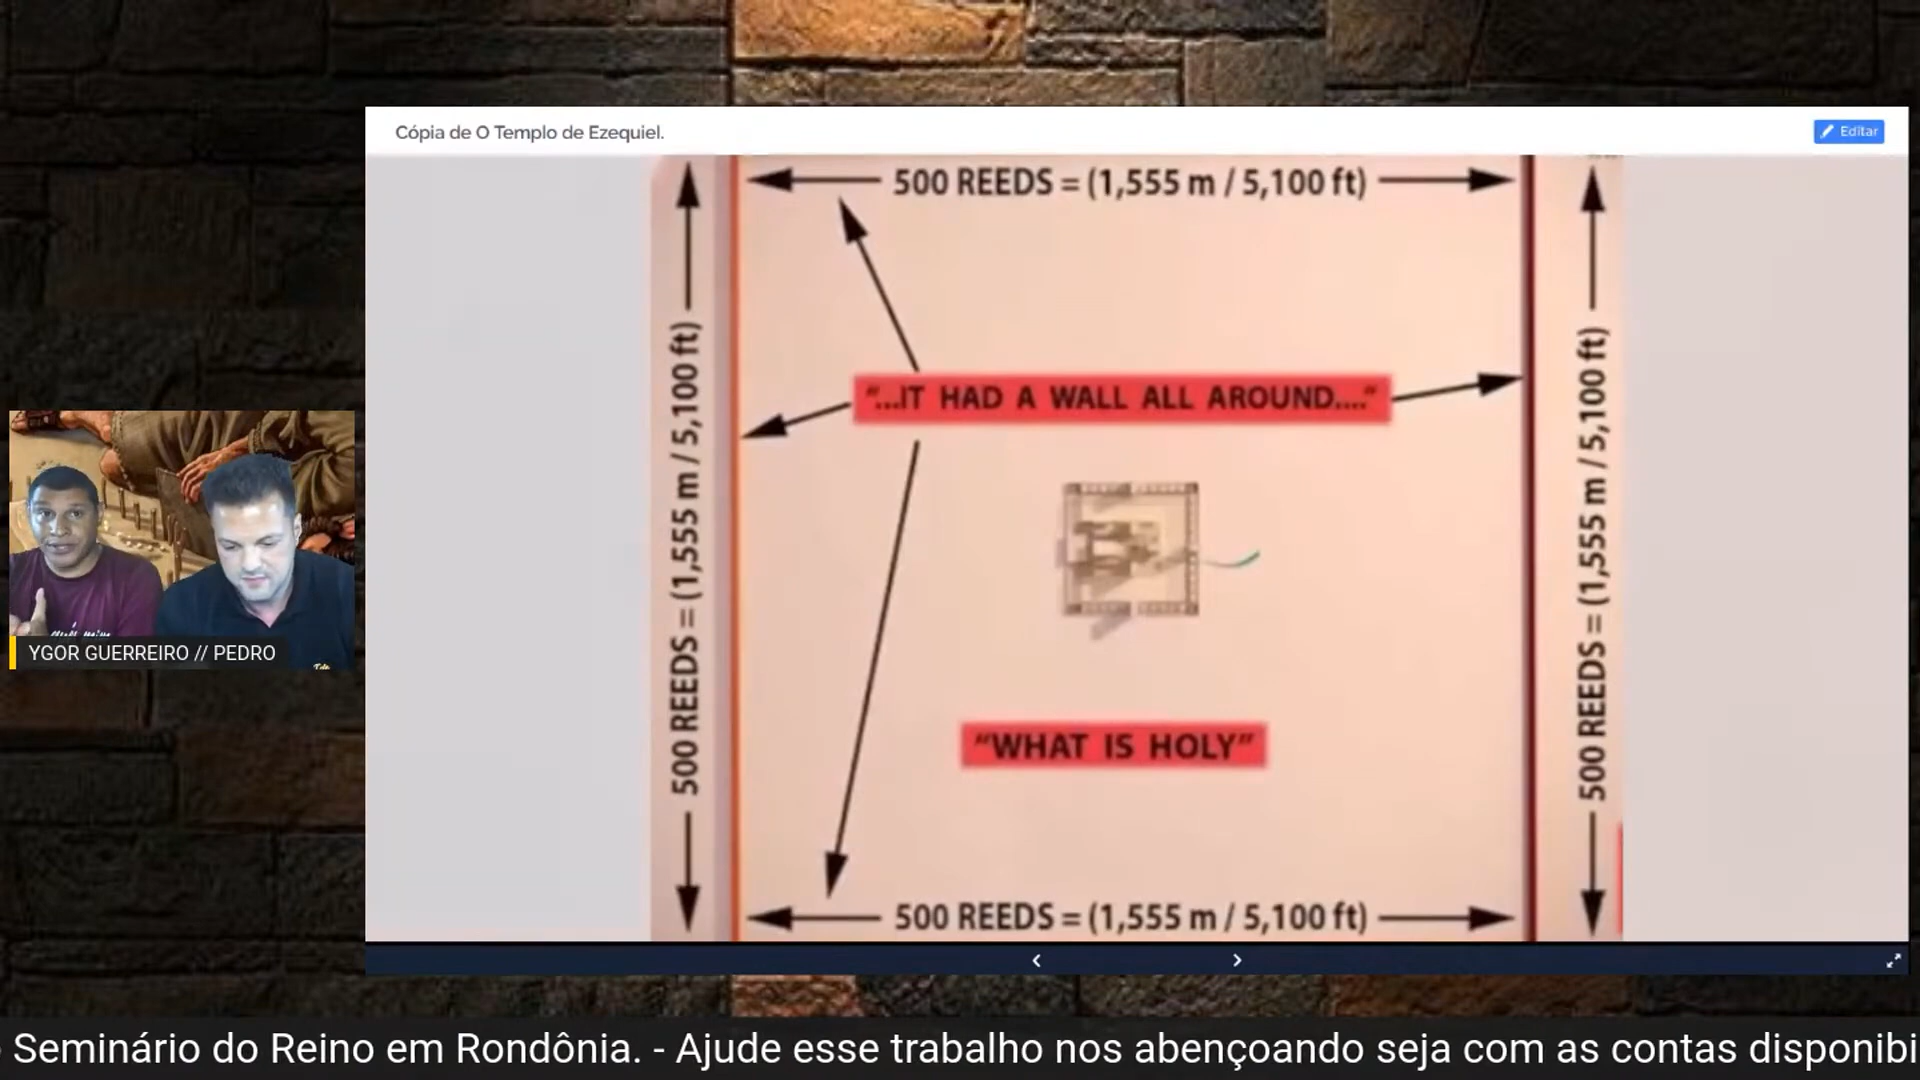 Cópia de O Templo de Ezequiel.
Editar
500 REEDS = (1,555 m / 5,100 ft)
500 REEDS = (1,555 m / 5,100 ft)
500 REEDS = (1,555 m / 5,100 ft)
"...IT HAD A WALL ALL AROUND...."
"WHAT IS HOLY"
500 REEDS = (1,555 m / 5,100 ft)
YGOR GUERREIRO // PEDRO
Seminário do Reino em Rondônia. - Ajude esse trabalho nos abençoando seja com as contas disponibi